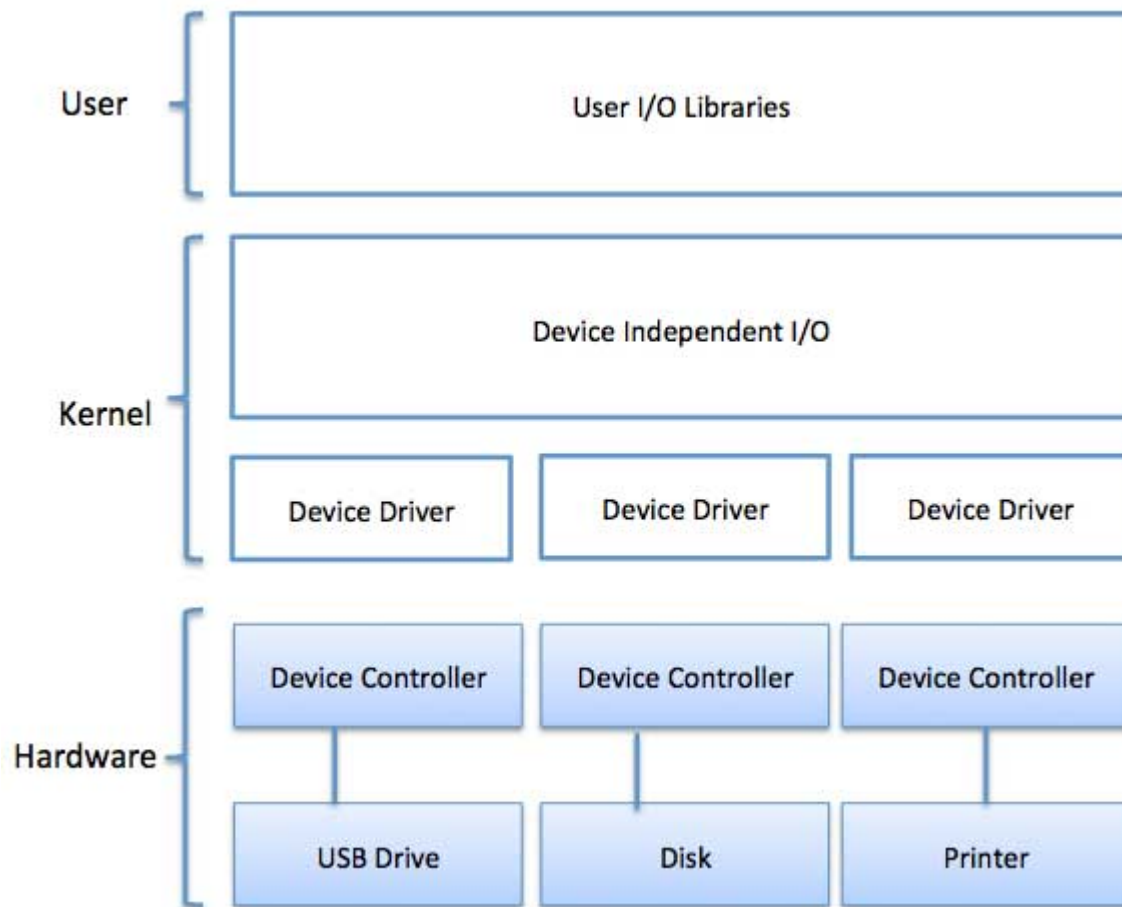 User
User I/O Libraries
Kernel
Device Independent I/O
Device Driver
Device Driver
Device Driver
Hardware
Device Controller
Device Controller
Device Controller
USB Drive
Disk
Printer